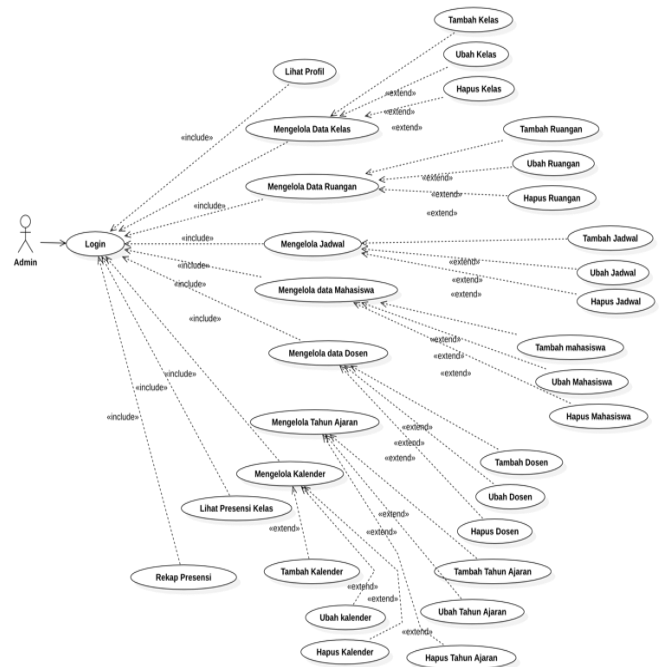 Tambah Kelas
Ubah Kelas
Lihat Profil
Hapus Kelas
«extend»
«extend»
Mengelola Data Kelas
«extend»
Tambah Ruangan
«include»
Ubah Ruangan
«extend»
Mengelola Data Ruangan
«extend»
Hapus Ruangan
«include»
«extend»
«include»
Tambah Jadwal
Login
Mengelola Jadwal
Admin
«include»
«extend»
Ubah Jadwal
«include»
«extend»
Mengelola data Mahasiswa
«extend»
Hapus Jadwal
«include»
«extend»
Tambah mahasiswa
Mengelola data Dosen
«extend»
«include»
«extend»
Ubah Mahasiswa
«include»
«include»
Hapus Mahasiswa
Mengelola Tahun Ajaran
«extend»
«extend»
«extend»
Tambah Dosen
Mengelola Kalender
Ubah Dosen
Lihat Presensi Kelas
«extend»
«extend»
«extend»
Hapus Dosen
Rekap Presensi
Tambah Kalender
Tambah Tahun Ajaran
«extend»
«extend»
Ubah kalender
Ubah Tahun Ajaran
«extend»
Hapus Kalender
Hapus Tahun Ajaran